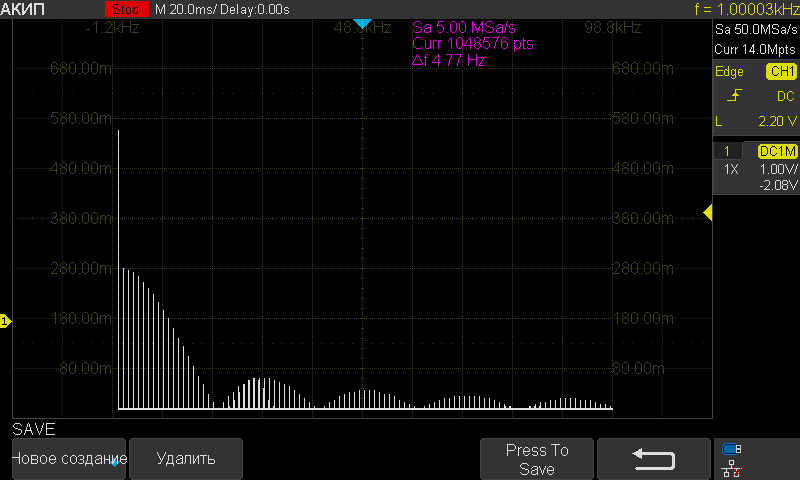 АКИП Stop M 20.0ms/ Delay:0.00s f = 1.00003kHz
-1.2kHz 48.8kHz 98.8kHz
Sa 5.00 MSa/s
Curr 1048576 pts
Δf 4.77 Hz
Sa 50.0MSa/s
Curr 14.0Mpts
Edge CH1
DC
L 2.20 V
1 DC1M
1X 1.00V/
-2.08V
680.00m 680.00m
580.00m 580.00m
480.00m 480.00m
380.00m 380.00m
280.00m 280.00m
180.00m 180.00m
80.00m 80.00m
1
SAVE
Новое создание
Удалить
Press To
Save